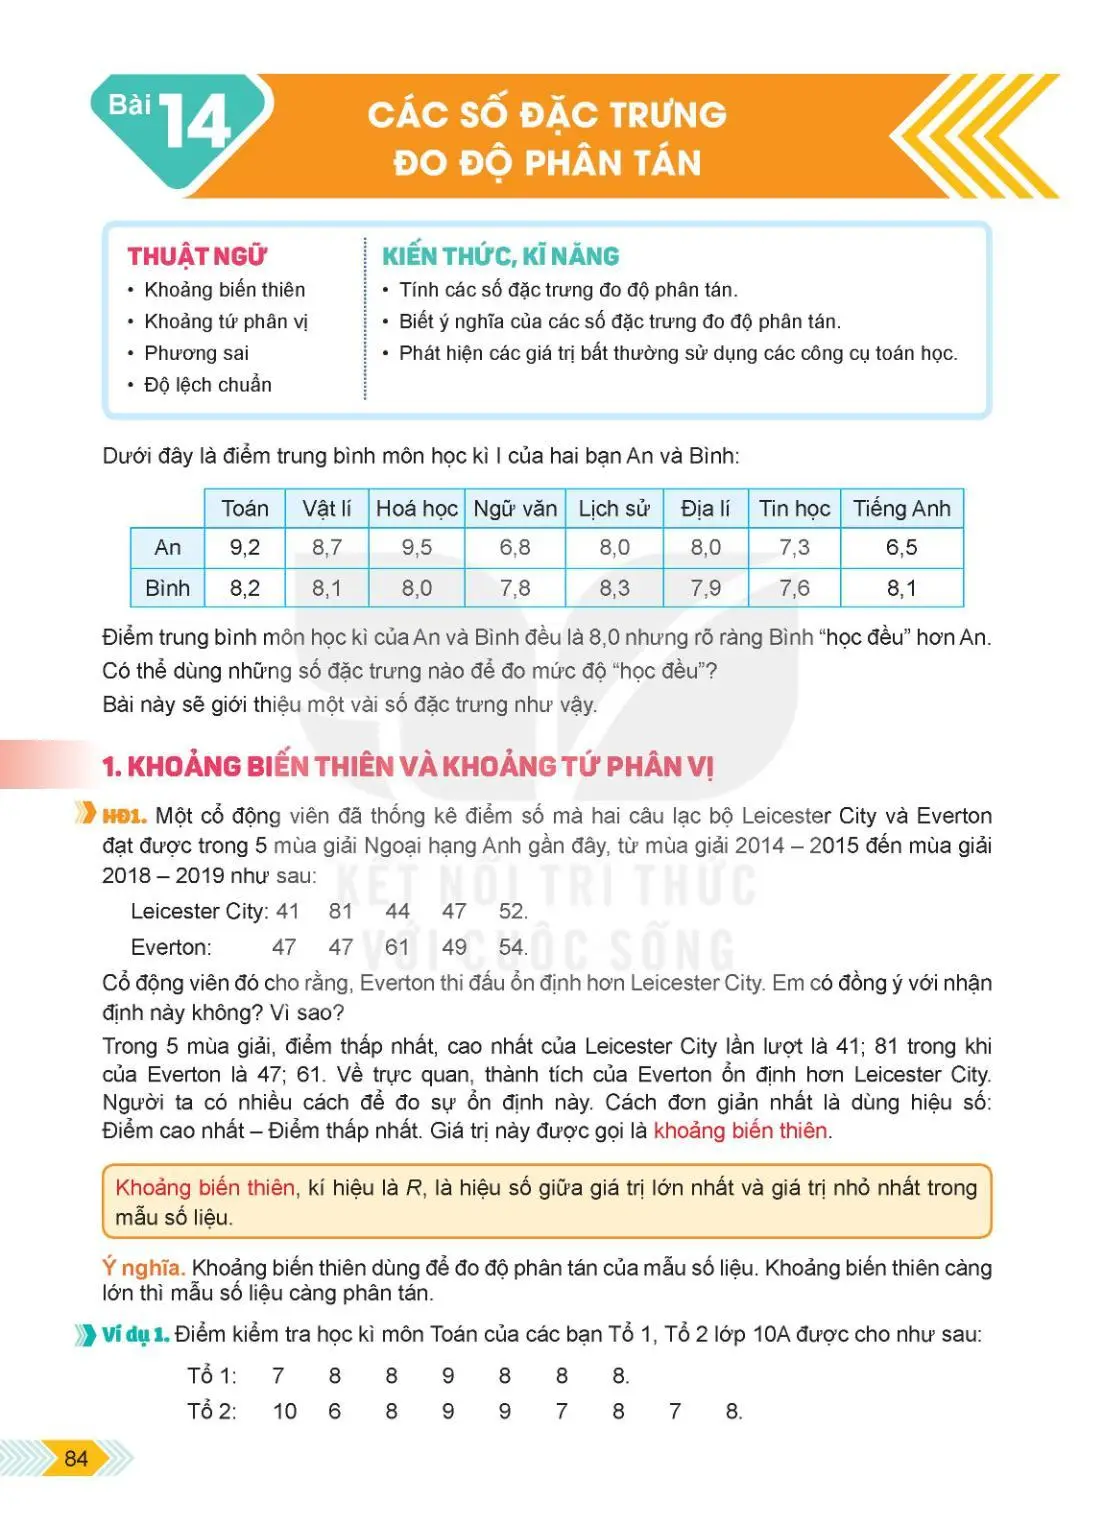 Bài 14
CÁC SỐ ĐẶC TRƯNG
ĐO ĐỘ PHÂN TÁN
THUẬT NGỮ
• Khoảng biến thiên
• Khoảng tứ phân vị
• Phương sai
• Độ lệch chuẩn
KIẾN THỨC, KĨ NĂNG
• Tính các số đặc trưng đo độ phân tán.
• Biết ý nghĩa của các số đặc trưng đo độ phân tán.
• Phát hiện các giá trị bất thường sử dụng các công cụ toán học.
Dưới đây là điểm trung bình môn học kì I của hai bạn An và Bình:
Toán Vật lí Hoá học Ngữ văn Lịch sử Địa lí Tin học Tiếng Anh
An 9,2 8,7 9,5 6,8 8,0 8,0 7,3 6,5
Bình 8,2 8,1 8,0 7,8 8,3 7,9 7,6 8,1
Điểm trung bình môn học kì của An và Bình đều là 8,0 nhưng rõ ràng Bình “học đều” hơn An.
Có thể dùng những số đặc trưng nào để đo mức độ “học đều”?
Bài này sẽ giới thiệu một vài số đặc trưng như vậy.
1. KHOẢNG BIẾN THIÊN VÀ KHOẢNG TỨ PHÂN VỊ
HĐ1. Một cổ động viên đã thống kê điểm số mà hai câu lạc bộ Leicester City và Everton
đạt được trong 5 mùa giải Ngoại hạng Anh gần đây, từ mùa giải 2014 – 2015 đến mùa giải
2018 – 2019 như sau:
KẾT NỐI TRI THỨC
Leicester City: 41 81 44 47 52.
Everton: 47 47 61 49 54.
VỚI CUỘC SỐNG
Cổ động viên đó cho rằng, Everton thi đấu ổn định hơn Leicester City. Em có đồng ý với nhận
định này không? Vì sao?
Trong 5 mùa giải, điểm thấp nhất, cao nhất của Leicester City lần lượt là 41; 81 trong khi
của Everton là 47; 61. Về trực quan, thành tích của Everton ổn định hơn Leicester City.
Người ta có nhiều cách để đo sự ổn định này. Cách đơn giản nhất là dùng hiệu số:
Điểm cao nhất – Điểm thấp nhất. Giá trị này được gọi là khoảng biến thiên.
Khoảng biến thiên, kí hiệu là R, là hiệu số giữa giá trị lớn nhất và giá trị nhỏ nhất trong
mẫu số liệu.
Ý nghĩa. Khoảng biến thiên dùng để đo độ phân tán của mẫu số liệu. Khoảng biến thiên càng
lớn thì mẫu số liệu càng phân tán.
Ví dụ 1. Điểm kiểm tra học kì môn Toán của các bạn Tổ 1, Tổ 2 lớp 10A được cho như sau:
Tổ 1: 7 8 8 9 8 8 8.
Tổ 2: 10 6 8 9 9 7 8 7 8.
84